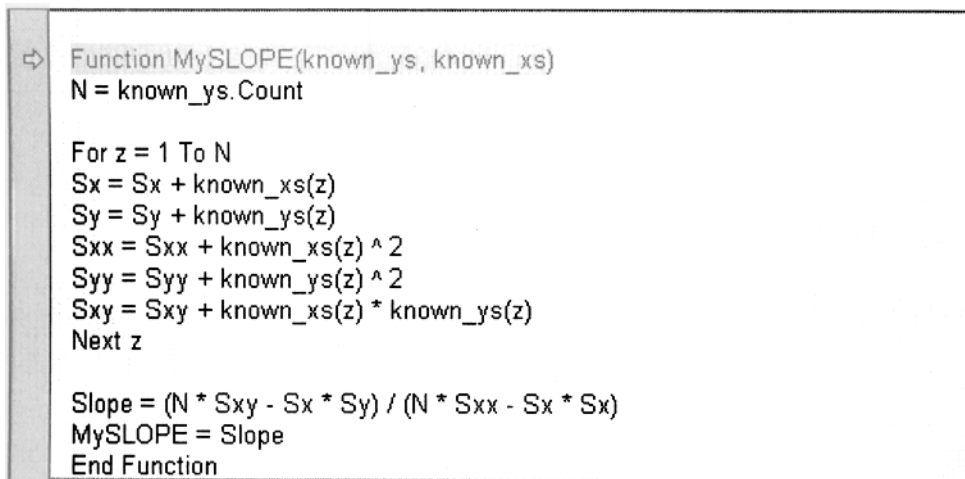 Function MySLOPE(known_ys, known_xs)
N = known_ys.Count
For z = 1 To N
Sx = Sx + known_xs(z)
Sy = Sy + known_ys(z)
Sxx = Sxx + known_xs(z) ^ 2
Syy = Syy + known_ys(z) ^ 2
Sxy = Sxy + known_xs(z) * known_ys(z)
Next z
Slope = (N * Sxy - Sx * Sy) / (N * Sxx - Sx * Sx)
MySLOPE = Slope
End Function